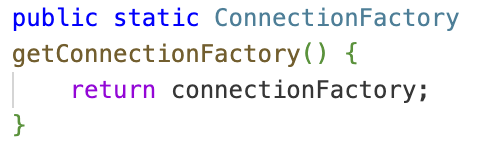 public static ConnectionFactory
getConnectionFactory() {
    return connectionFactory;
}